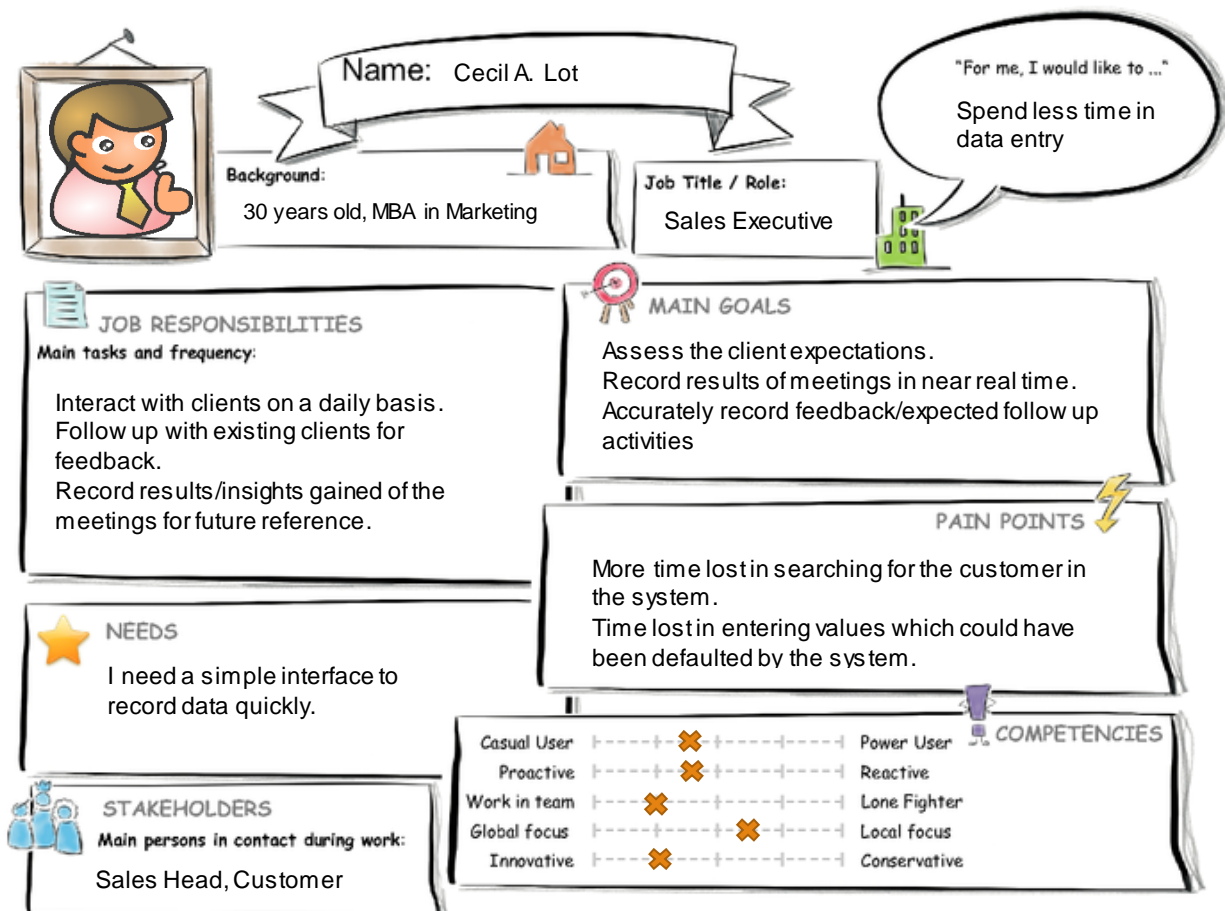 Name: Cecil A. Lot
"For me, I would like to ..."
Spend less time in
data entry
Background:
30 years old, MBA in Marketing
Job Title / Role:
Sales Executive
JOB RESPONSIBILITIES
Main tasks and frequency:
Interact with clients on a daily basis.
Follow up with existing clients for
feedback.
Record results/insights gained of the
meetings for future reference.
MAIN GOALS
Assess the client expectations.
Record results of meetings in near real time.
Accurately record feedback/expected follow up
activities
PAIN POINTS
More time lost in searching for the customer in
the system.
Time lost in entering values which could have
been defaulted by the system.
NEEDS
I need a simple interface to
record data quickly.
COMPETENCIES
Casual User Power User
Proactive Reactive
Work in team Lone Fighter
Global focus Local focus
Innovative Conservative
STAKEHOLDERS
Main persons in contact during work:
Sales Head, Customer